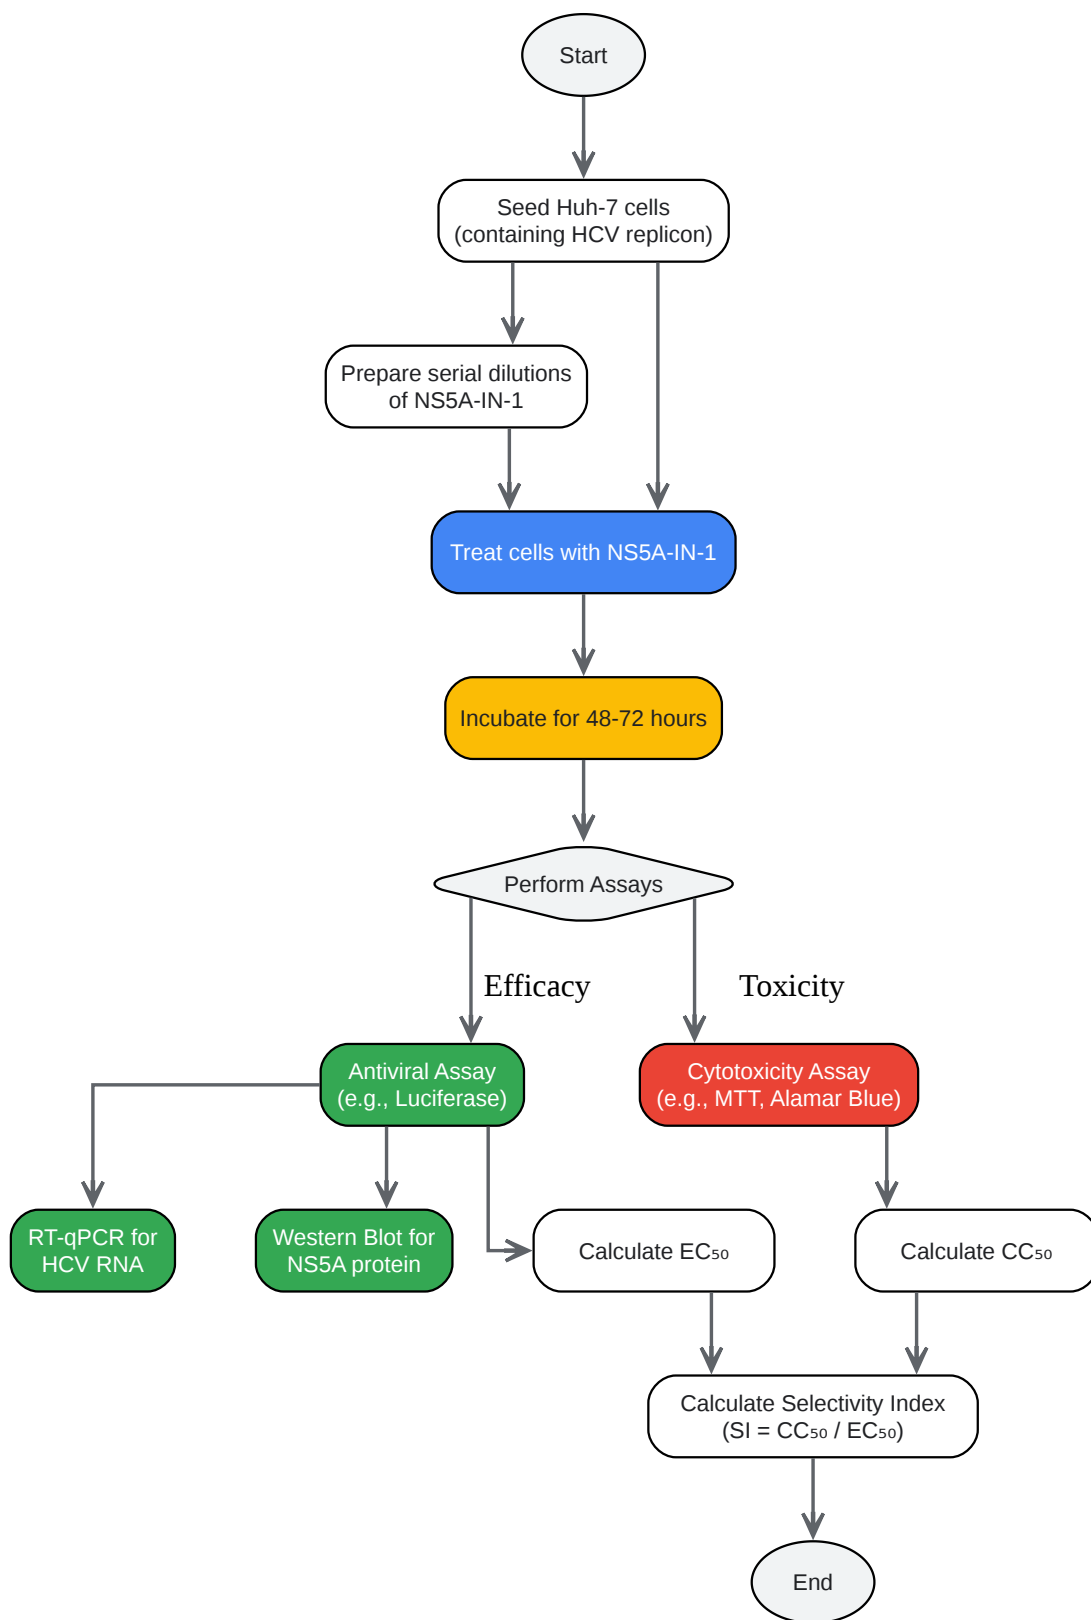 Start
Seed Huh-7 cells
(containing HCV replicon)
Prepare serial dilutions
of NS5A-IN-1
Treat cells with NS5A-IN-1
Incubate for 48-72 hours
Perform Assays
Efficacy
Toxicity
Antiviral Assay
(e.g., Luciferase)
Cytotoxicity Assay
(e.g., MTT, Alamar Blue)
RT-qPCR for
HCV RNA
Western Blot for
NS5A protein
Calculate EC₅₀
Calculate CC₅₀
Calculate Selectivity Index
(SI = CC₅₀ / EC₅₀)
End